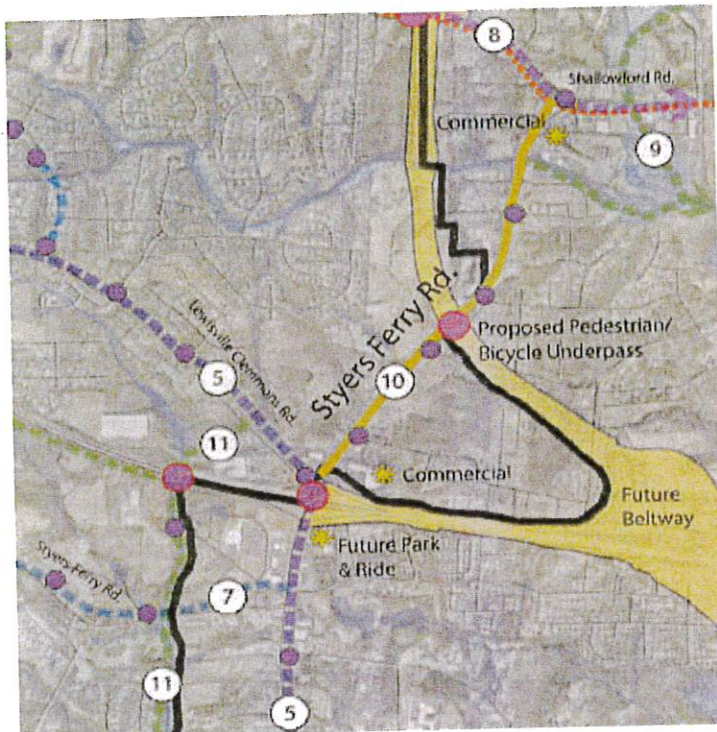 8
Shallowford Rd.
Commercial
9
Styers Ferry Rd.
Proposed Pedestrian/
Bicycle Underpass
Lewisville Clemmons Rd.
5
10
11
Commercial
Future
Beltway
Future Park
& Ride
Styers Ferry Rd.
7
11
5